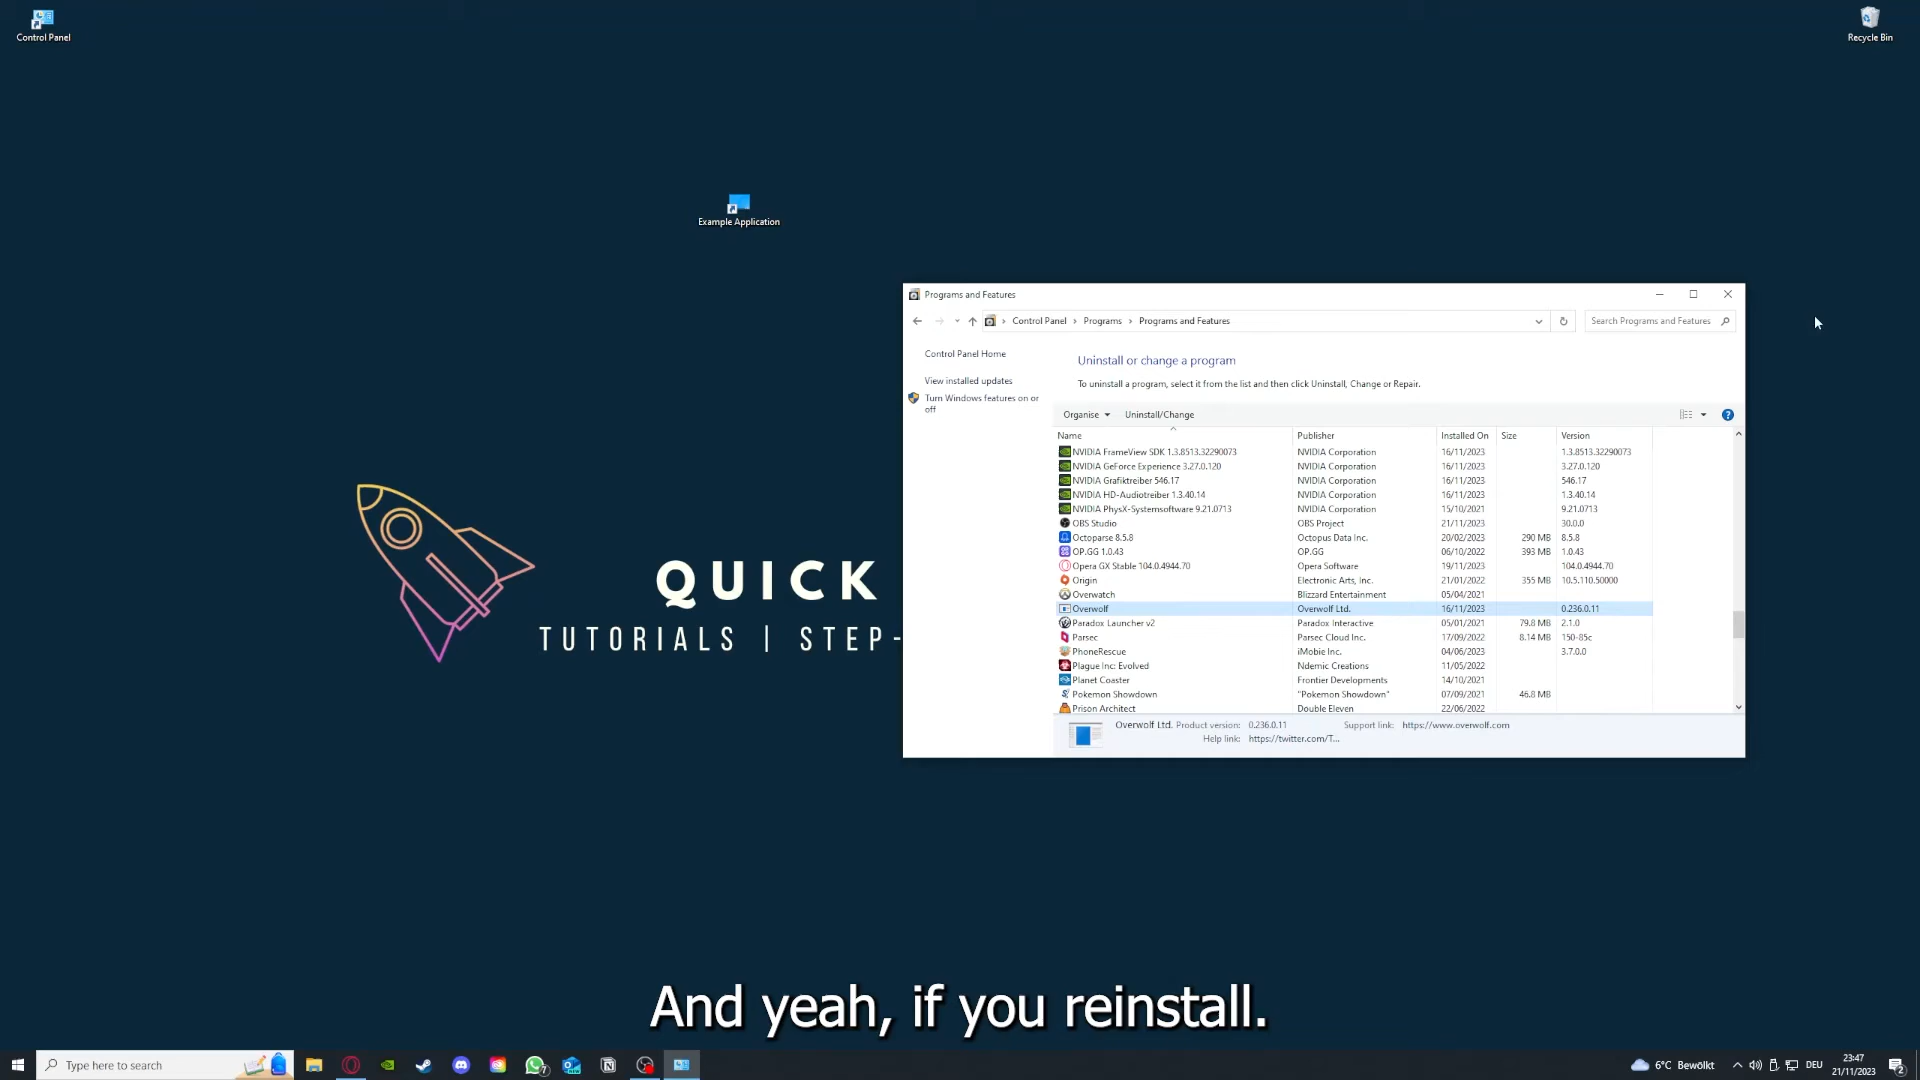 Control Panel
Recycle Bin
Example Application
QUICK
TUTORIALS | STEP-
Programs and Features
Control Panel > Programs > Programs and Features
Search Programs and Features
Control Panel Home
View installed updates
Turn Windows features on or
off
Uninstall or change a program
To uninstall a program, select it from the list and then click Uninstall, Change or Repair.
Organise Uninstall/Change
Name Publisher Installed On Size Version
NVIDIA FrameView SDK 1.3.8513.32290073 NVIDIA Corporation 16/11/2023 1.3.8513.32290073
NVIDIA GeForce Experience 3.27.0.120 NVIDIA Corporation 16/11/2023 3.27.0.120
NVIDIA Grafiktreiber 546.17 NVIDIA Corporation 16/11/2023 546.17
NVIDIA HD-Audiotreiber 1.3.40.14 NVIDIA Corporation 16/11/2023 1.3.40.14
NVIDIA PhysX-Systemsoftware 9.21.0713 NVIDIA Corporation 15/10/2021 9.21.0713
OBS Studio OBS Project 21/11/2023 30.0.0
Octoparse 8.5.8 Octopus Data Inc. 20/02/2023 290 MB 8.5.8
OP.GG 1.0.43 OP.GG 06/10/2022 393 MB 1.0.43
Opera GX Stable 104.0.4944.70 Opera Software 19/11/2023 104.0.4944.70
Origin Electronic Arts, Inc. 21/01/2022 355 MB 10.5.110.50000
Overwatch Blizzard Entertainment 05/04/2021
Overwolf Overwolf Ltd. 16/11/2023 0.236.0.11
Paradox Launcher v2 Paradox Interactive 05/01/2021 79.8 MB 2.1.0
Parsec Parsec Cloud Inc. 17/09/2022 8.14 MB 150-85c
PhoneRescue iMobie Inc. 04/06/2023 3.7.0.0
Plague Inc: Evolved Ndemic Creations 11/05/2022
Planet Coaster Frontier Developments 14/10/2021
Pokemon Showdown "Pokemon Showdown" 07/09/2021 46.8 MB
Prison Architect Double Eleven 22/06/2022
Overwolf Ltd. Product version: 0.236.0.11 Support link: https://www.overwolf.com
Help link: https://twitter.com/T...
And yeah, if you reinstall.
Type here to search
7
6°C Bewölkt
DEU
23:47
21/11/2023
2